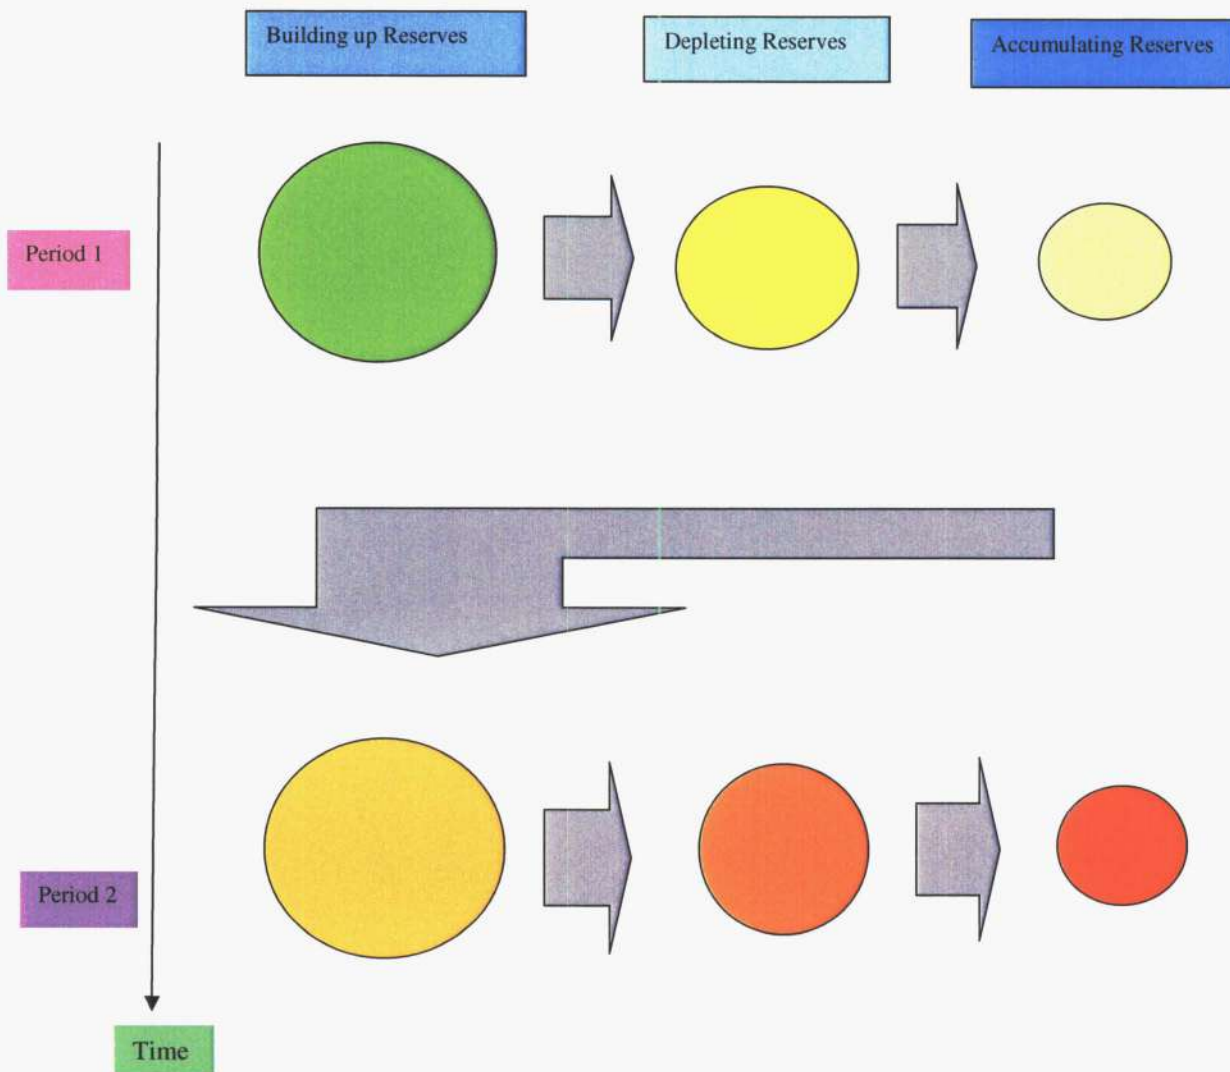 Building up Reserves
Depleting Reserves
Accumulating Reserves
Period 1
Period 2
Time